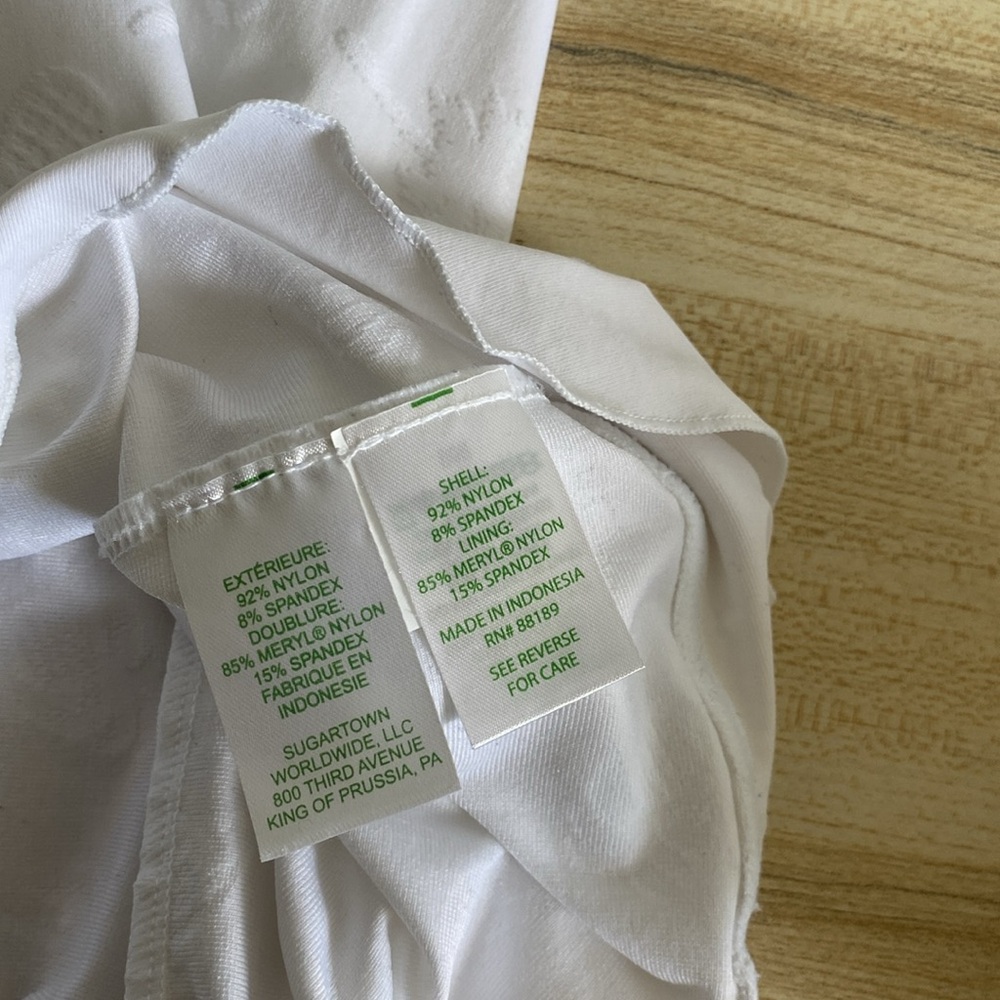 EXTÉRIEURE:
92% NYLON
8% SPANDEX
DOUBLURE:
85% MERYL® NYLON
15% SPANDEX
FABRIQUE EN
INDONESIE
SUGARTOWN
WORLDWIDE, LLC
800 THIRD AVENUE
KING OF PRUSSIA, PA
SHELL:
92% NYLON
8% SPANDEX
LINING:
85% MERYL® NYLON
15% SPANDEX
MADE IN INDONESIA
RN# 88189
SEE REVERSE
FOR CARE